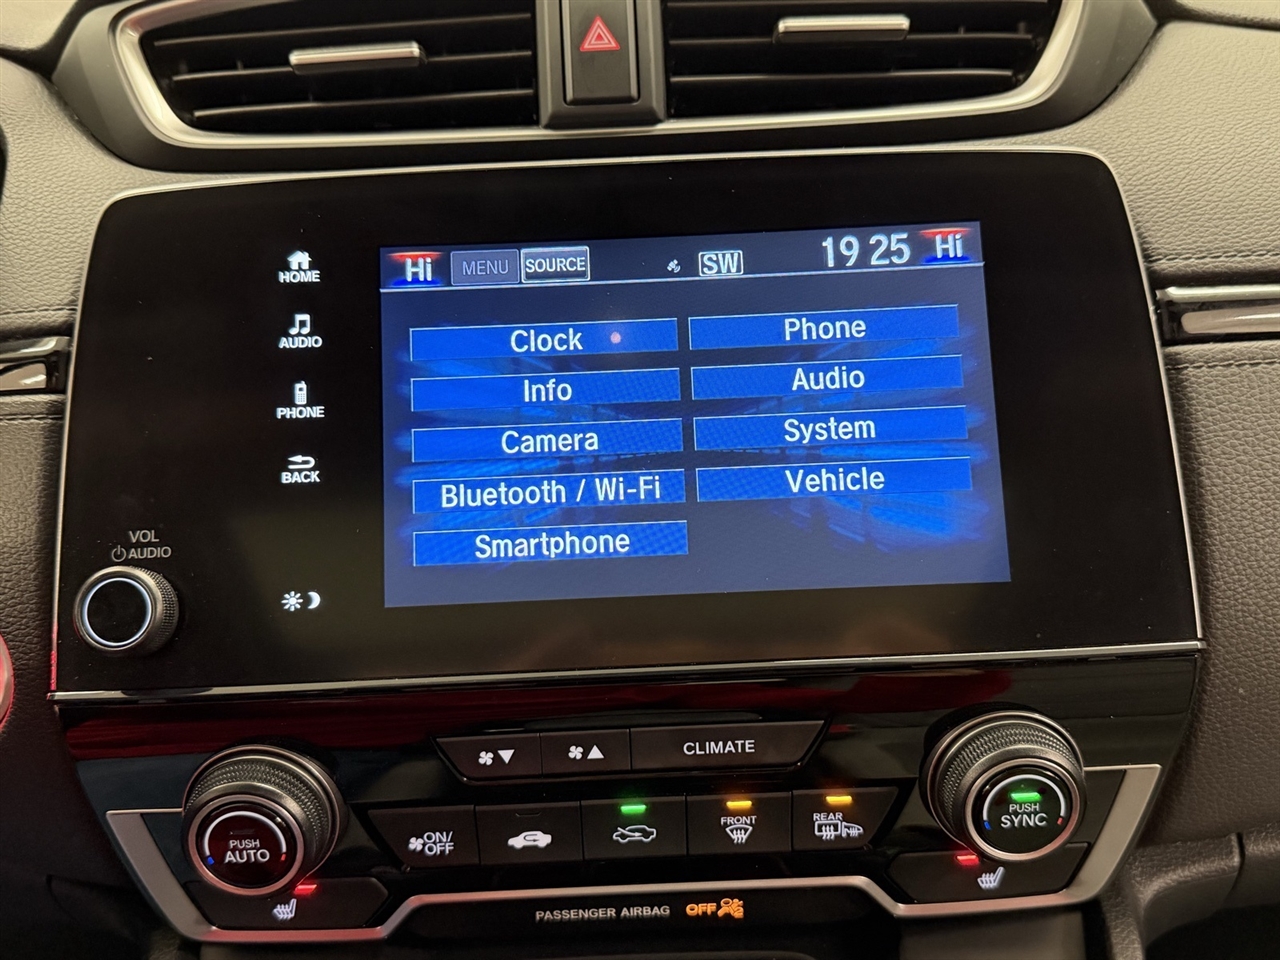 HOME
AUDIO
PHONE
BACK
VOL
AUDIO
Hi MENU SOURCE SW 19 25 Hi
Clock Phone
Info Audio
Camera System
Bluetooth / Wi-Fi Vehicle
Smartphone
CLIMATE
PUSH
AUTO
ON/
OFF
FRONT
REAR
PUSH
SYNC
PASSENGER AIRBAG OFF